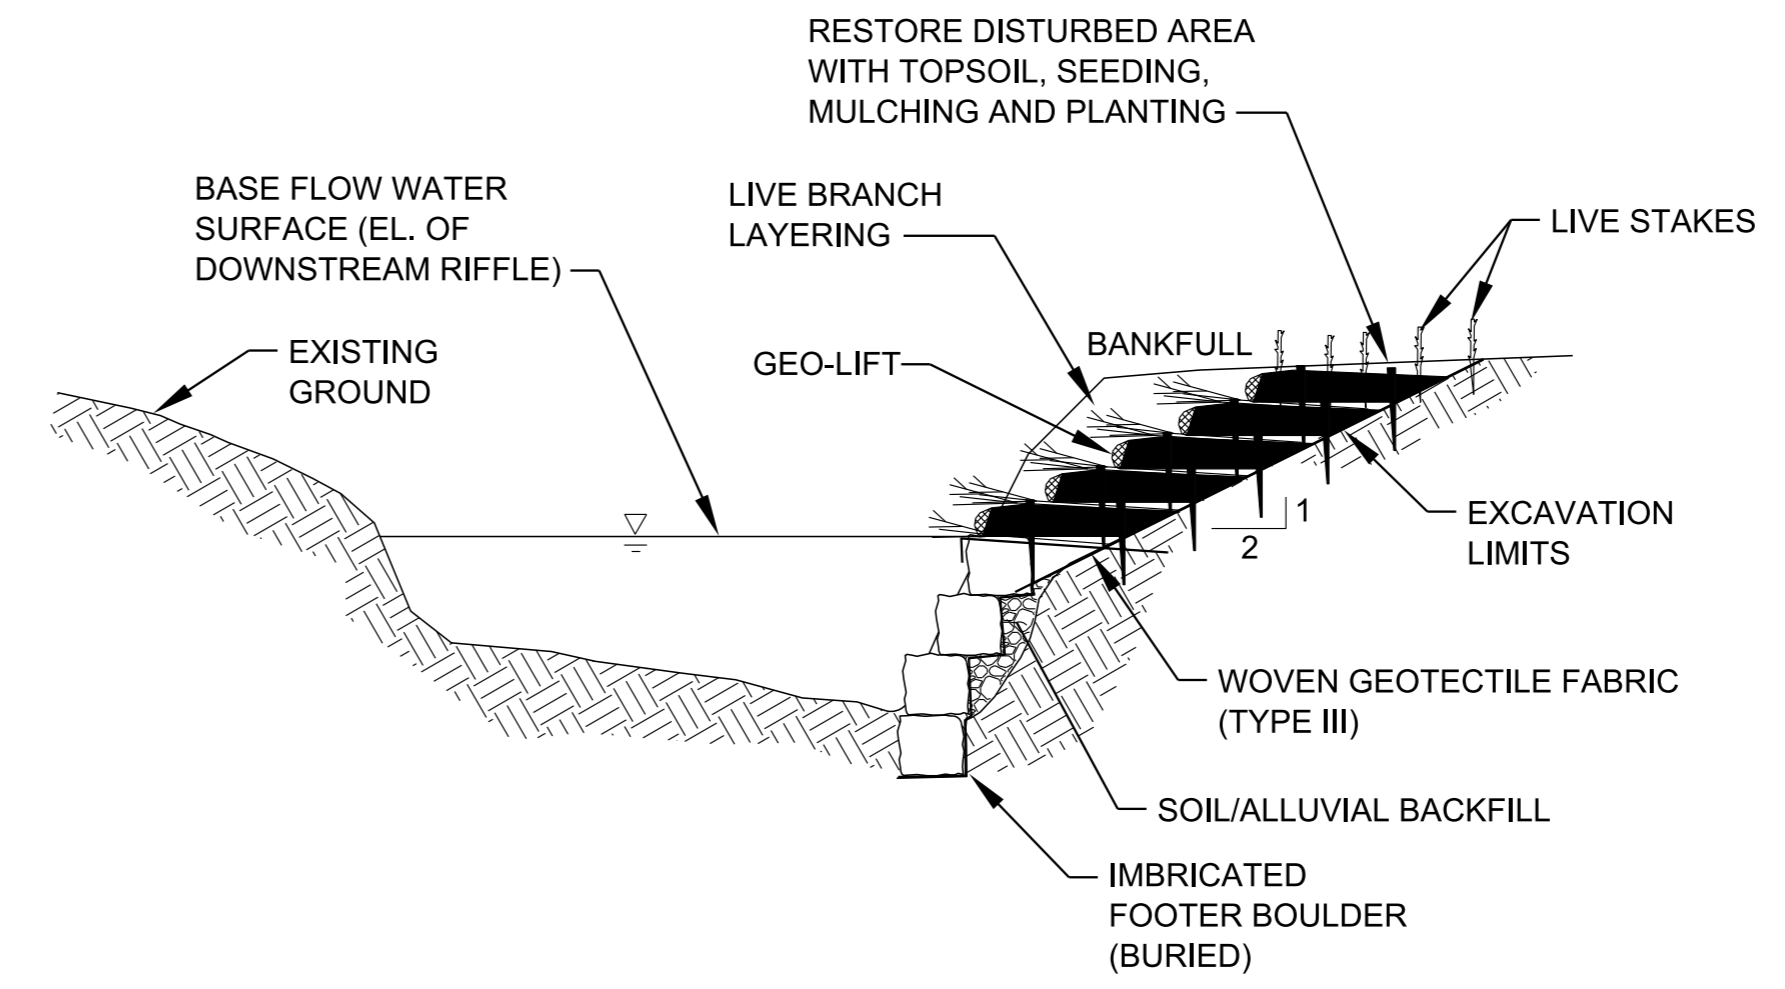 RESTORE DISTURBED AREA
WITH TOPSOIL, SEEDING,
MULCHING AND PLANTING
BASE FLOW WATER
SURFACE (EL. OF
DOWNSTREAM RIFFLE)
LIVE BRANCH
LAYERING
LIVE STAKES
EXISTING
GROUND
GEO-LIFT
BANKFULL
1
2
EXCAVATION
LIMITS
WOVEN GEOTECTILE FABRIC
(TYPE III)
SOIL/ALLUVIAL BACKFILL
IMBRICATED
FOOTER BOULDER
(BURIED)